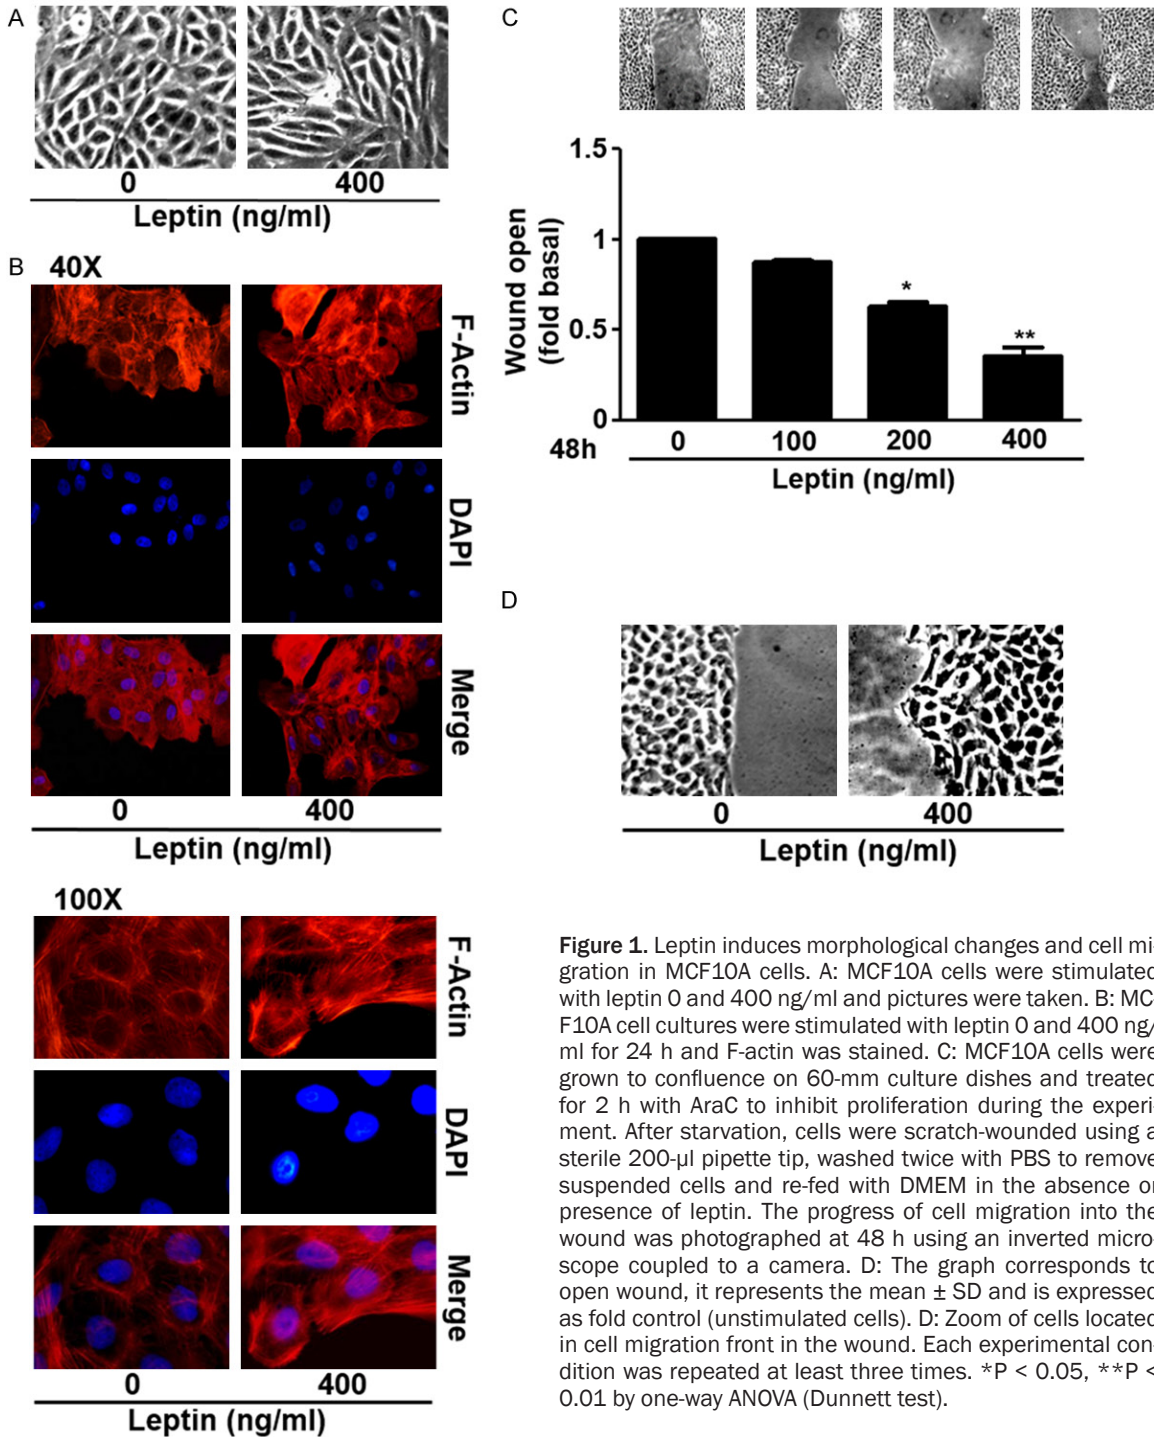 A
0
400
Leptin (ng/ml)
B
40X
F-Actin
DAPI
Merge
0
400
Leptin (ng/ml)
100X
F-Actin
DAPI
Merge
0
400
Leptin (ng/ml)
C
1.5
1
0.5
0
Wound open
(fold basal)
*
**
48h
0
100
200
400
Leptin (ng/ml)
D
0
400
Leptin (ng/ml)
Figure 1. Leptin induces morphological changes and cell mi-
gration in MCF10A cells. A: MCF10A cells were stimulated
with leptin 0 and 400 ng/ml and pictures were taken. B: MC-
F10A cell cultures were stimulated with leptin 0 and 400 ng/
ml for 24 h and F-actin was stained. C: MCF10A cells were
grown to confluence on 60-mm culture dishes and treated
for 2 h with AraC to inhibit proliferation during the experi-
ment. After starvation, cells were scratch-wounded using a
sterile 200-µl pipette tip, washed twice with PBS to remove
suspended cells and re-fed with DMEM in the absence or
presence of leptin. The progress of cell migration into the
wound was photographed at 48 h using an inverted micro-
scope coupled to a camera. D: The graph corresponds to
open wound, it represents the mean ± SD and is expressed
as fold control (unstimulated cells). D: Zoom of cells located
in cell migration front in the wound. Each experimental con-
dition was repeated at least three times. *P < 0.05, **P <
0.01 by one-way ANOVA (Dunnett test).